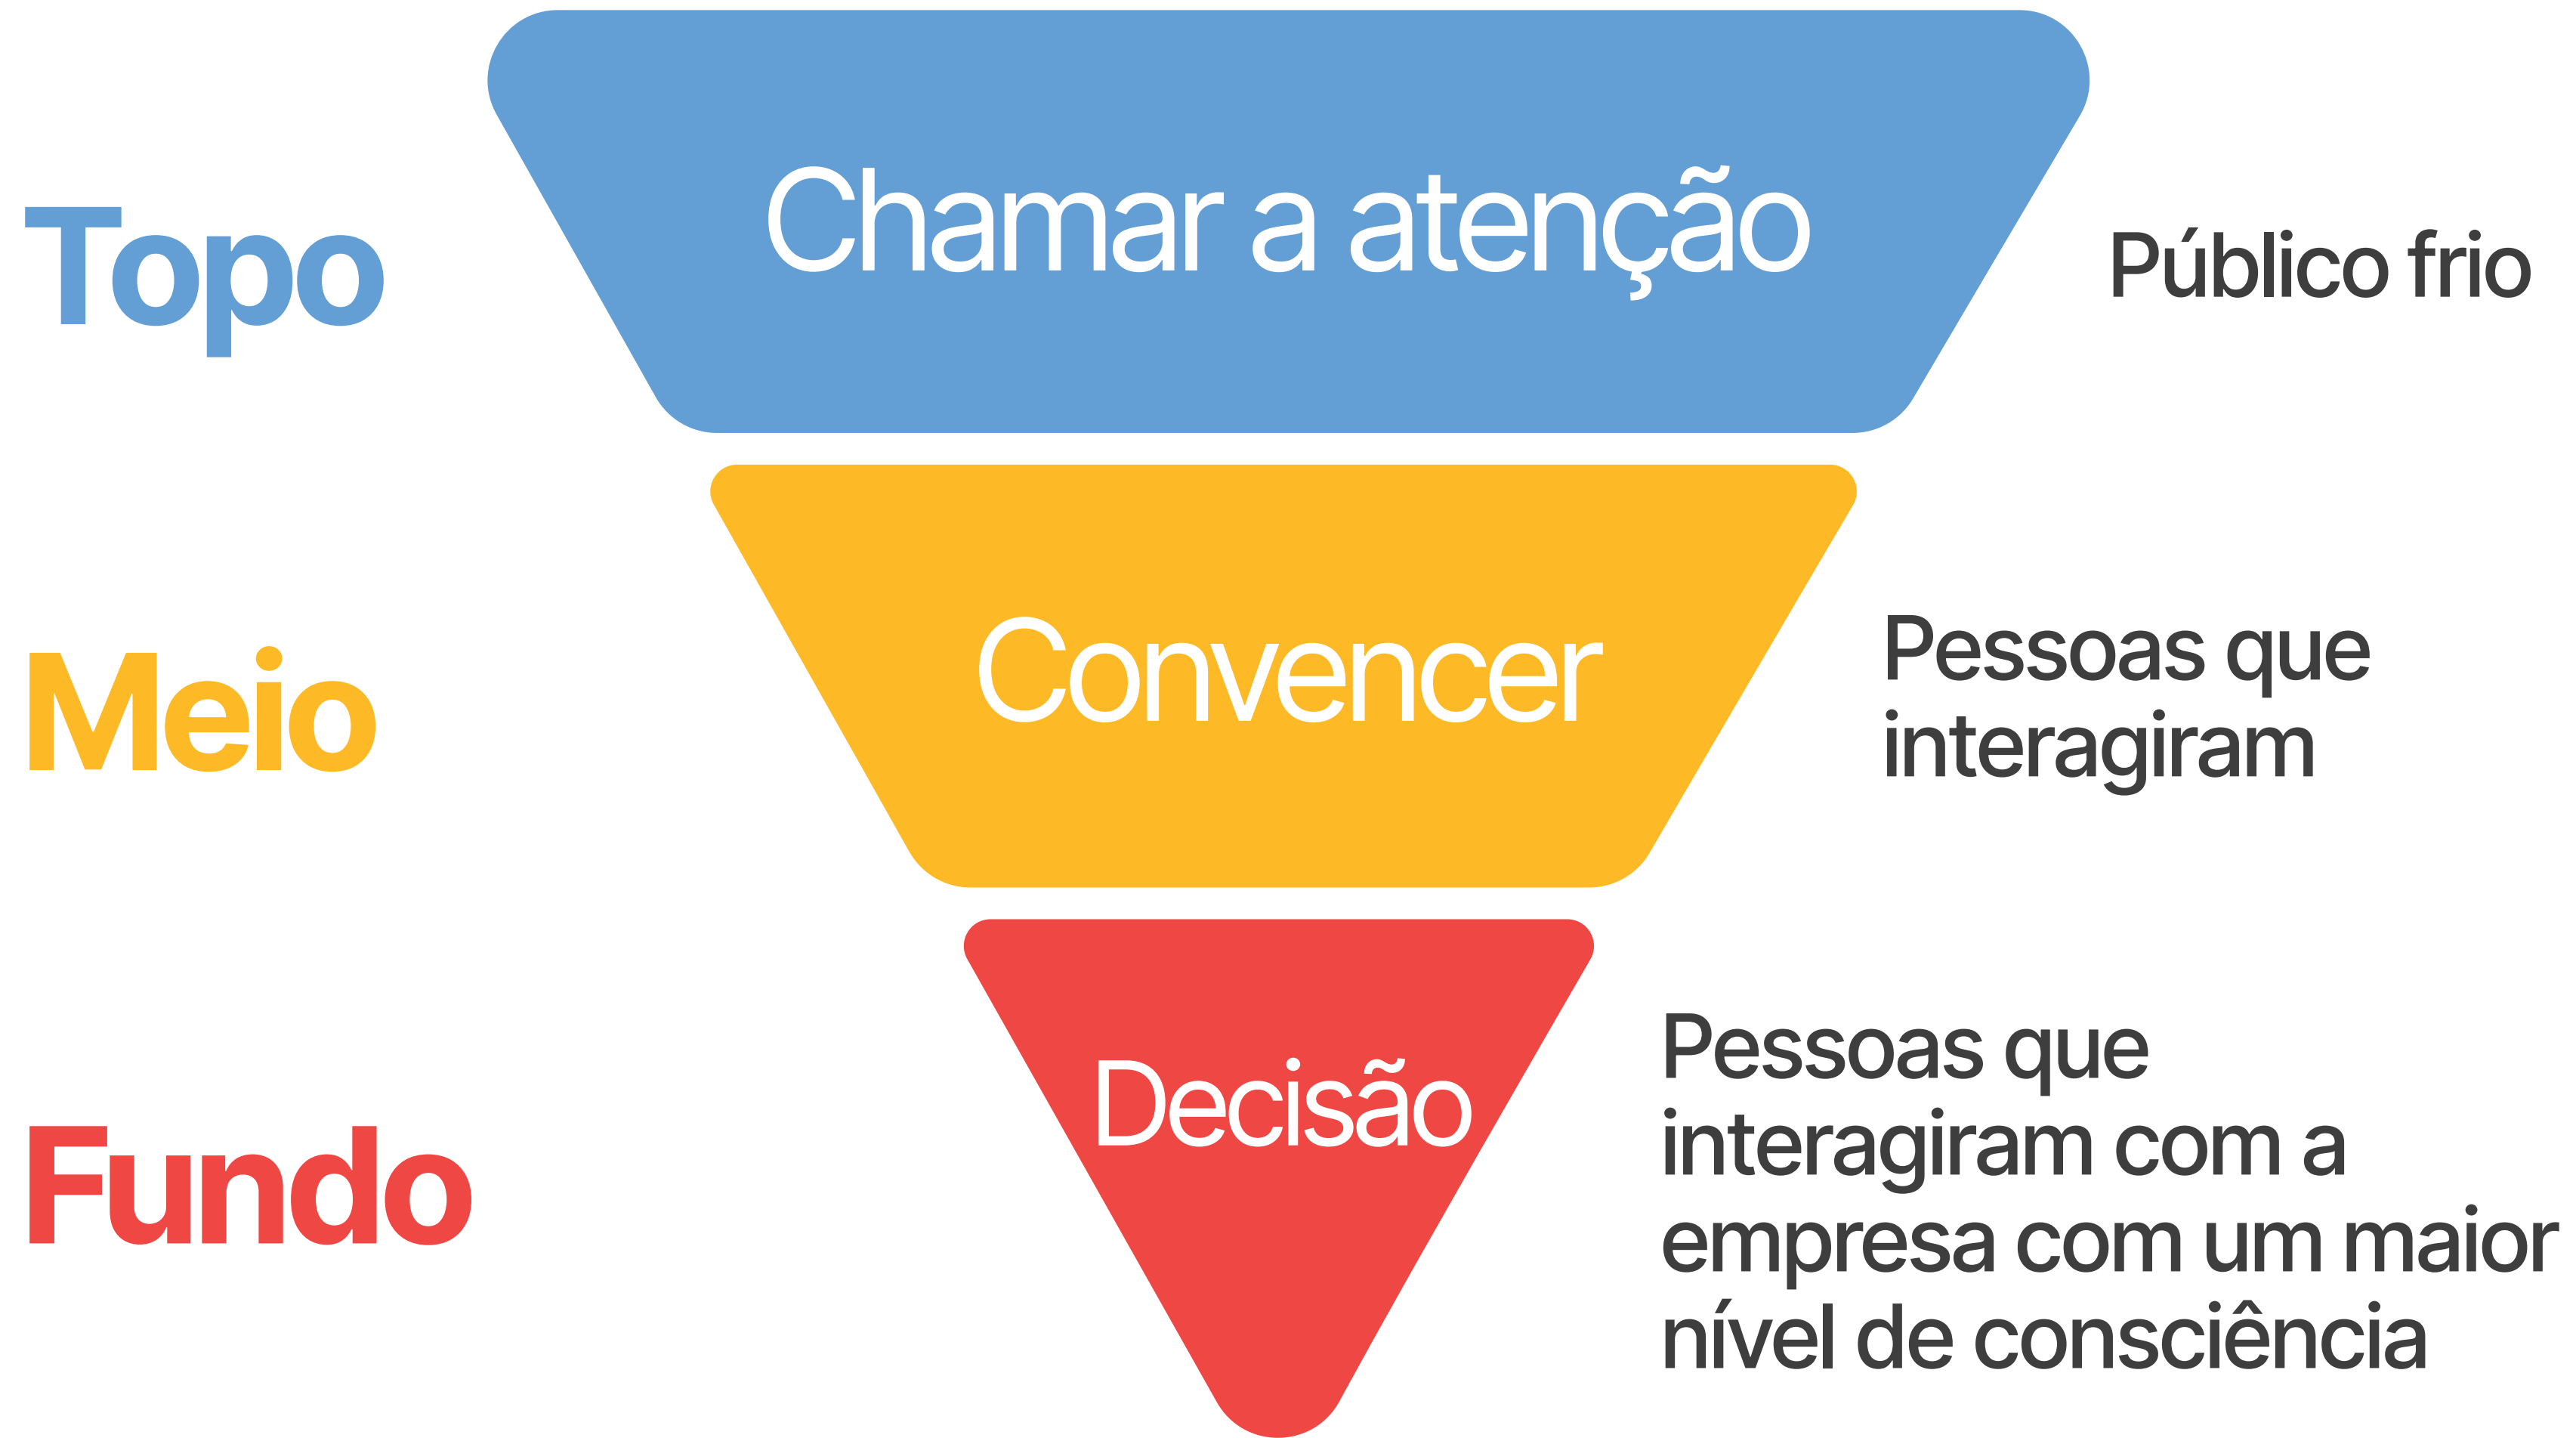 Topo
Chamar a atenção
Público frio
Meio
Convencer
Pessoas que
interagiram
Fundo
Decisão
Pessoas que
interagiram com a
empresa com um maior
nível de consciência